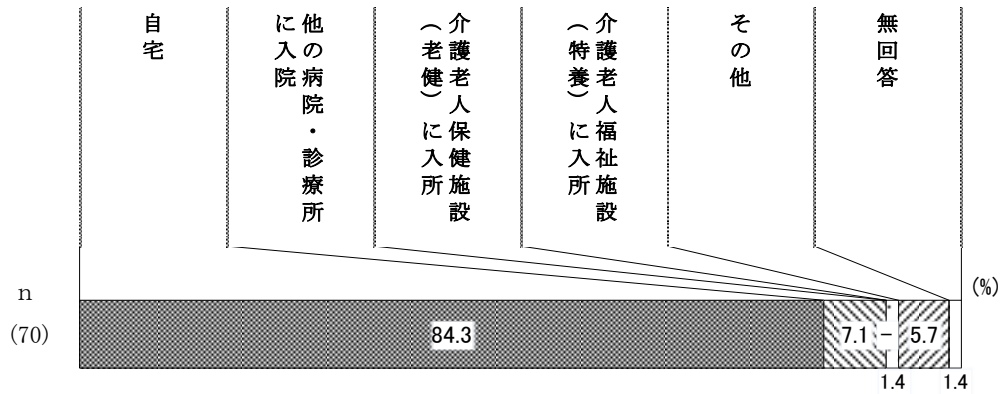 自宅
他の病院・診療所
に入院
介護老人保健施設
（老健）に入所
介護老人福祉施設
（特養）に入所
その他
無回答
(%)
n
(70)
84.3
7.1
－
5.7
1.4
1.4